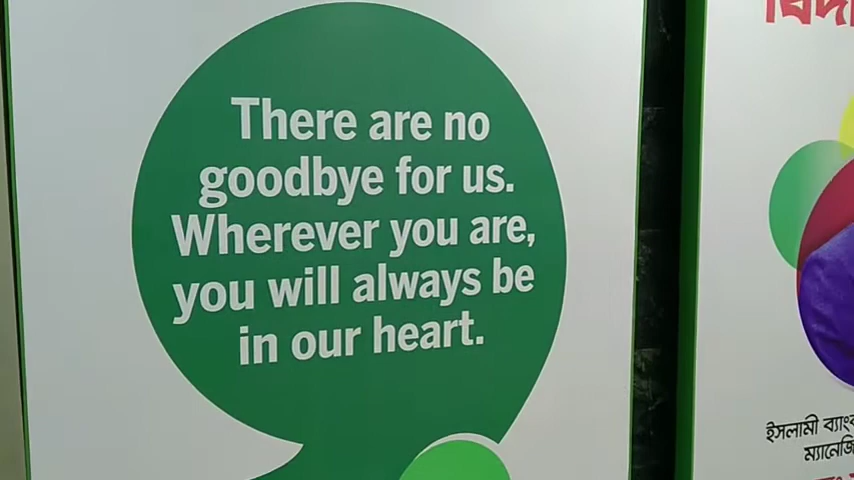 There are no
goodbye for us.
Wherever you are,
you will always be
in our heart.
ইসলামী